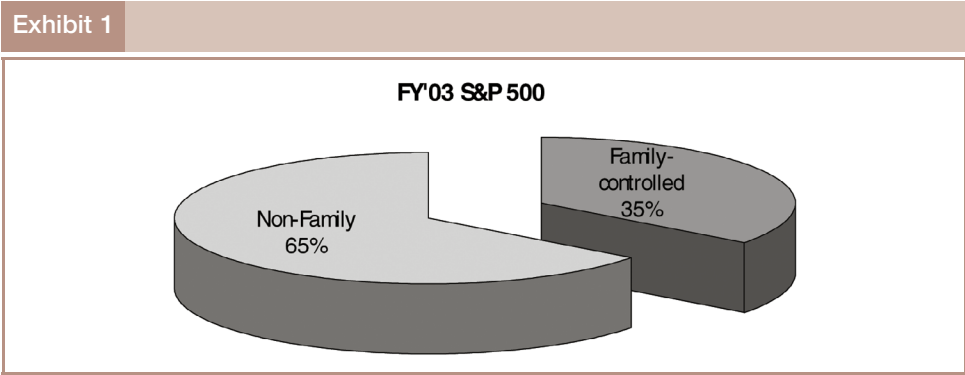 Exhibit 1
FY'03 S&P 500
Family-
controlled
35%
Non-Family
65%